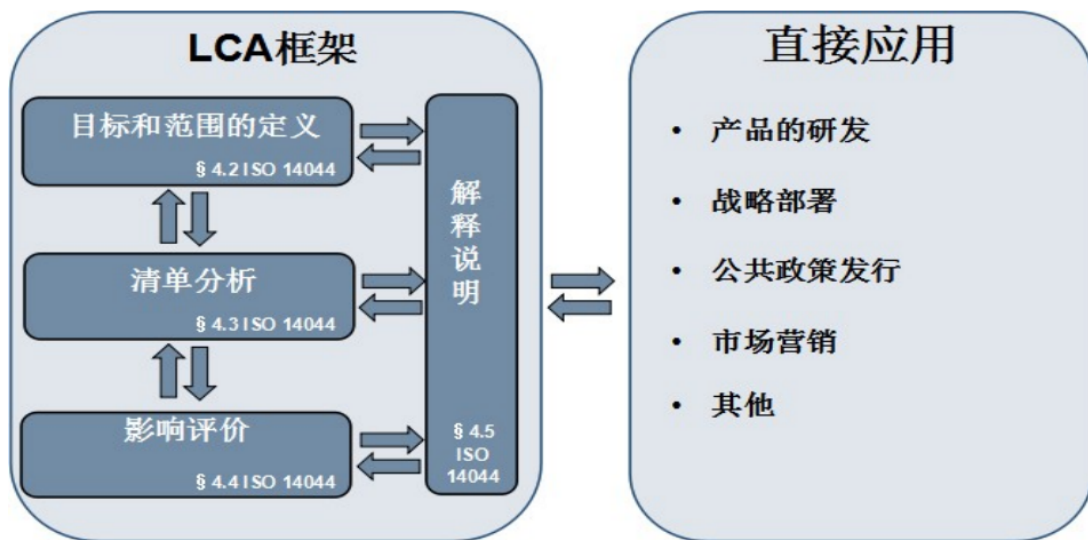 LCA框架
目标和范围的定义
§ 4.2 ISO 14044
清单分析
§ 4.3 ISO 14044
影响评价
§ 4.4 ISO 14044
解释说明
§ 4.5
ISO
14044
直接应用
• 产品的研发
• 战略部署
• 公共政策发行
• 市场营销
• 其他